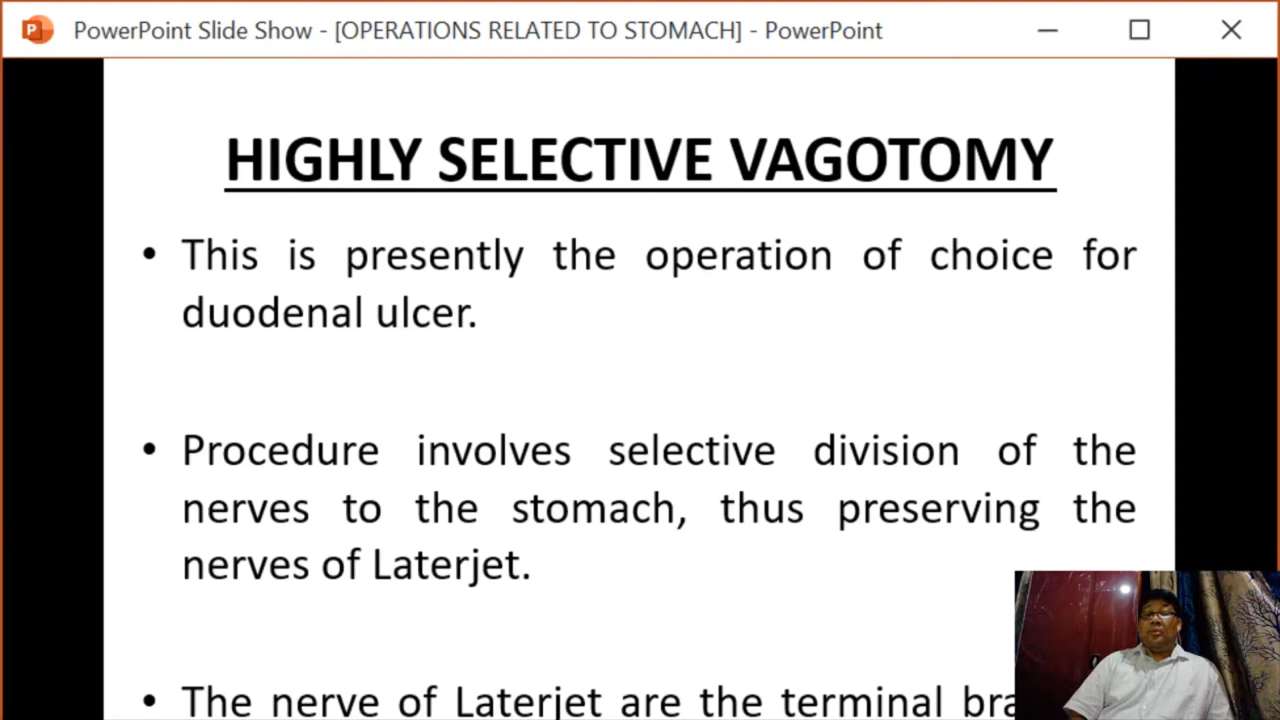 PowerPoint Slide Show - [OPERATIONS RELATED TO STOMACH] - PowerPoint
HIGHLY SELECTIVE VAGOTOMY
• This is presently the operation of choice for
duodenal ulcer.
• Procedure involves selective division of the
nerves to the stomach, thus preserving the
nerves of Laterjet.
• The nerve of Laterjet are the terminal